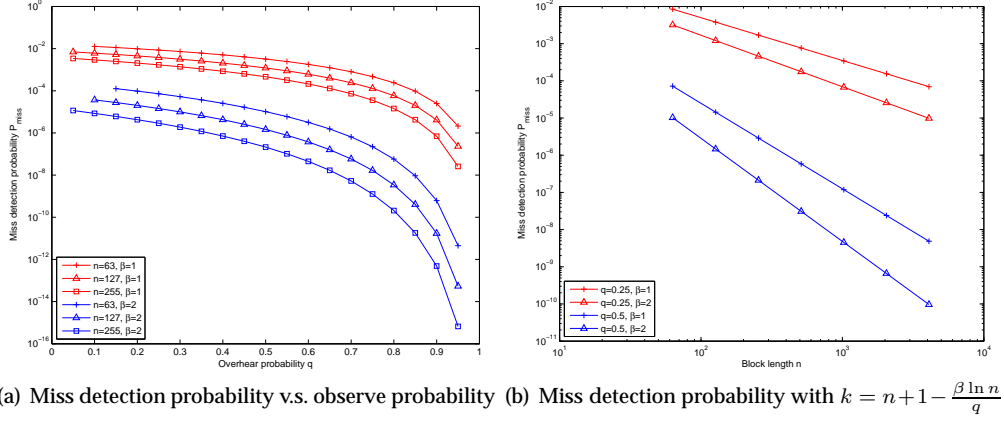 10^0
10^−2
10^−4
10^−6
10^−8
10^−10
10^−12
10^−14
10^−16
Miss detection probability P_miss
n=63, β=1
n=127, β=1
n=255, β=1
n=63, β=2
n=127, β=2
n=255, β=2
0 0.1 0.2 0.3 0.4 0.5 0.6 0.7 0.8 0.9 1
Overhear probability q
10^−2
10^−3
10^−4
10^−5
10^−6
10^−7
10^−8
10^−9
10^−10
10^−11
Miss detection probability P_miss
q=0.25, β=1
q=0.25, β=2
q=0.5, β=1
q=0.5, β=2
10^1 10^2 10^3 10^4
Block length n
(a) Miss detection probability v.s. observe probability
(b) Miss detection probability with k = n+1− β ln n / q